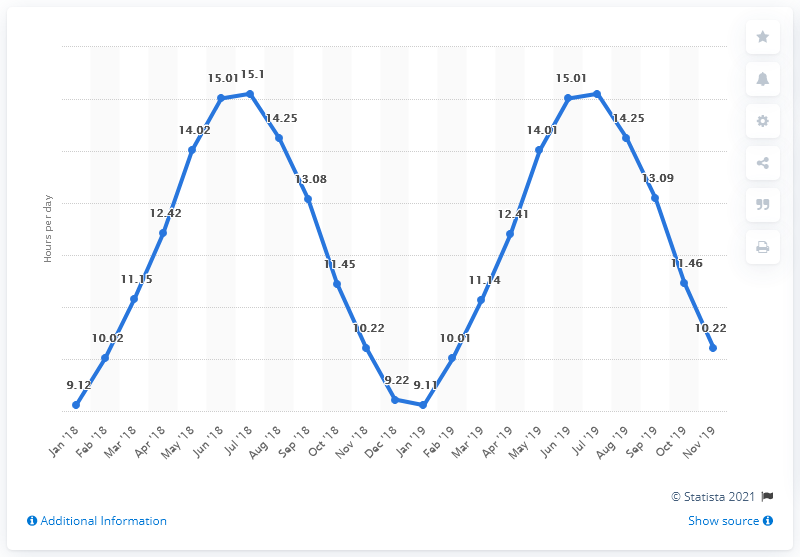 15.01 15.1 15.01
14.25 14.25
14.02 14.01
13.08 13.09
12.42 12.41
Hours per day
11.45 11.46
11.15 11.14
10.22 10.22
10.02 10.01
9.12 9.22 9.11
Jan '18 Feb '18 Mar '18 Apr '18 May '18 Jun '18 Jul '18 Aug '18 Sep '18 Oct '18 Nov '18 Dec '18 Jan '19 Feb '19 Mar '19 Apr '19 May '19 Jun '19 Jul '19 Aug '19 Sep '19 Oct '19 Nov '19
© Statista 2021
Additional Information Show source